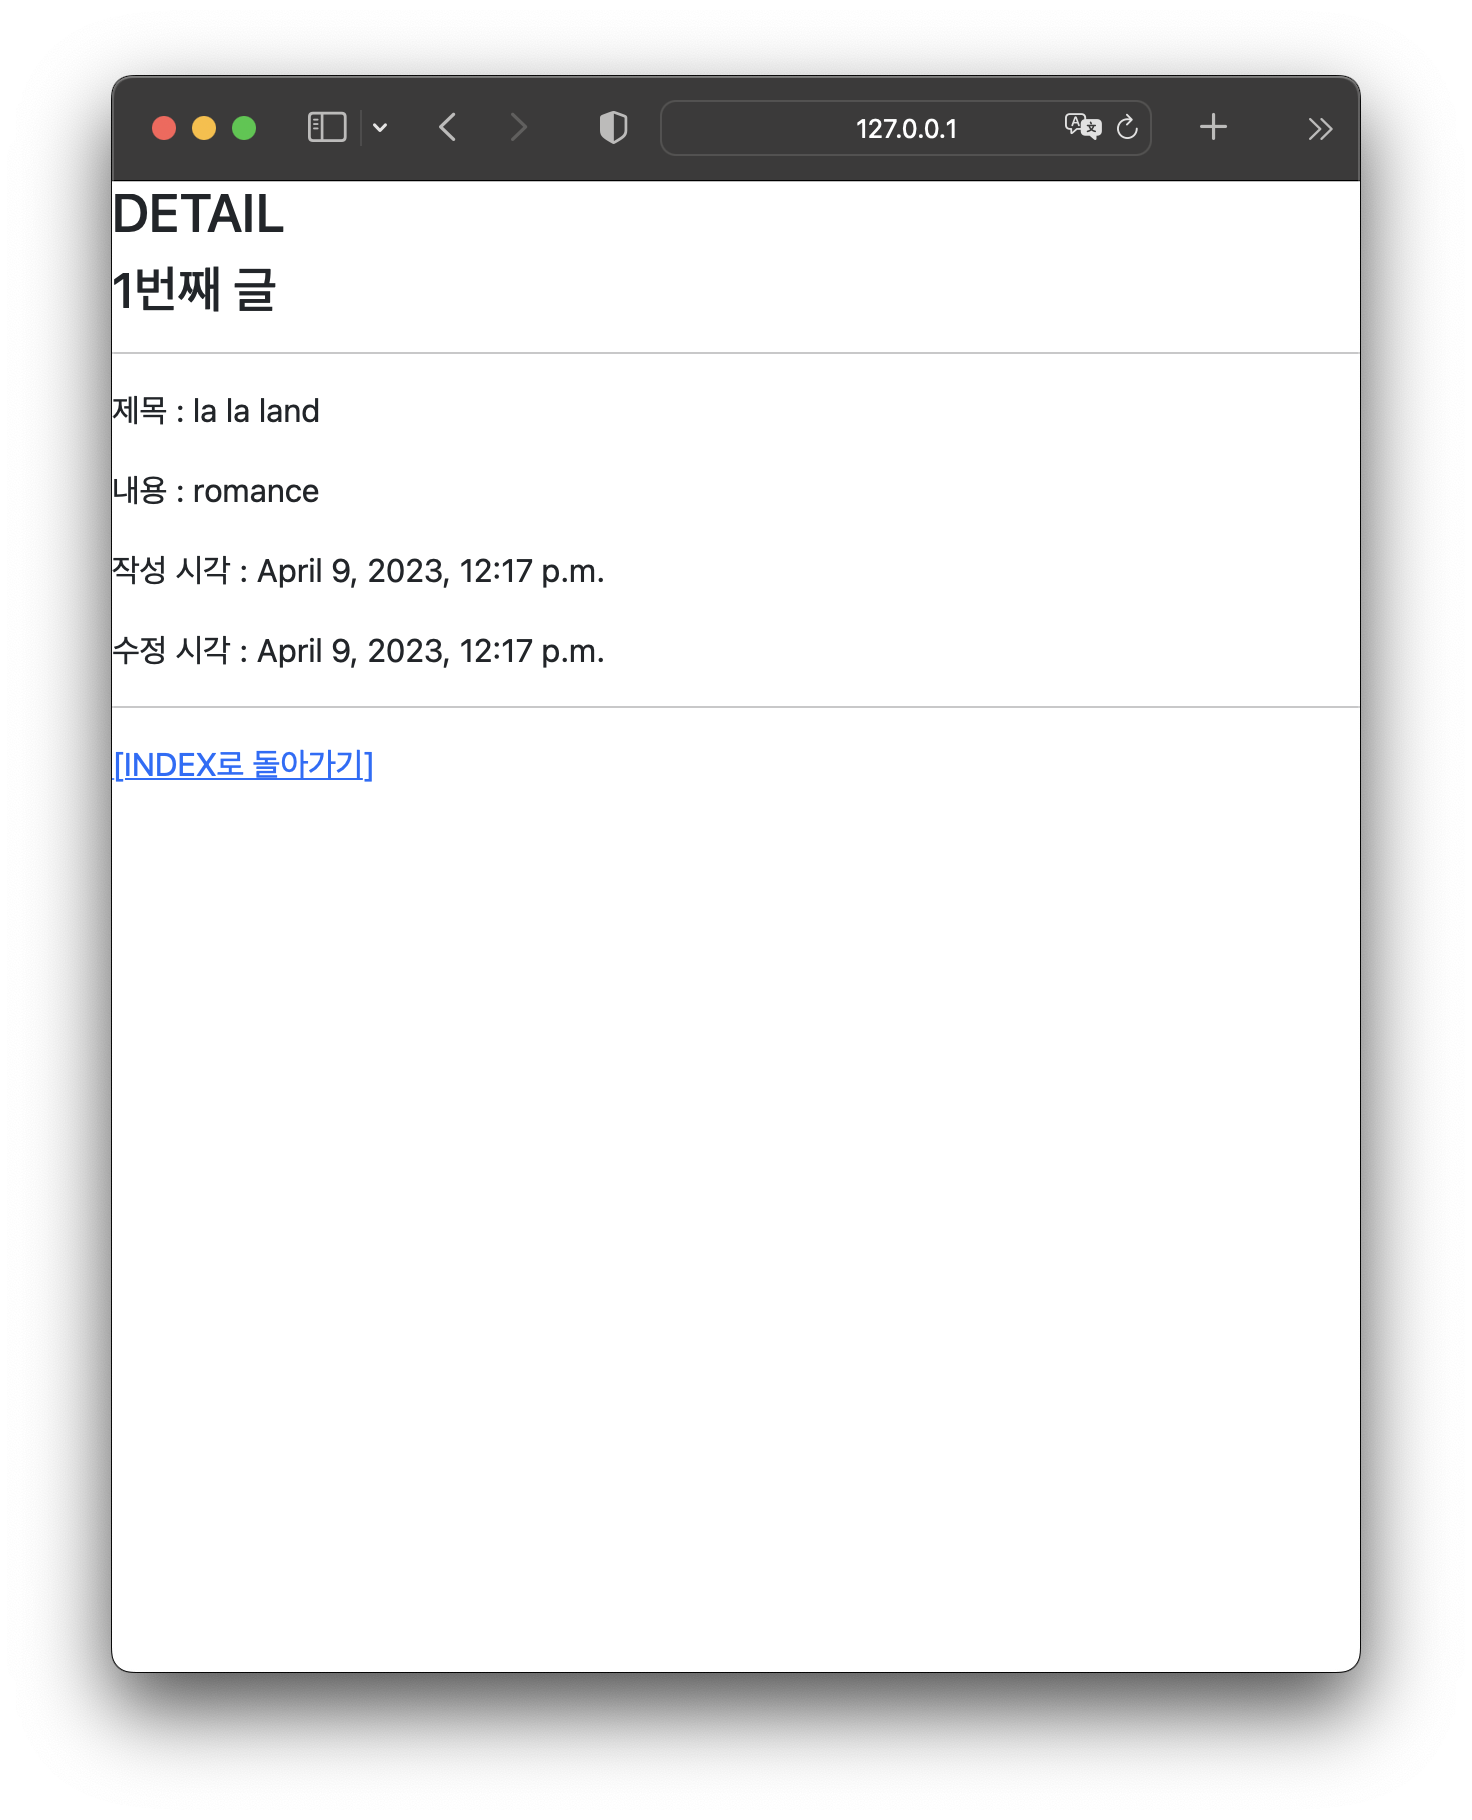 127.0.0.1
DETAIL
1번째 글
제목 : la la land
내용 : romance
작성 시각 : April 9, 2023, 12:17 p.m.
수정 시각 : April 9, 2023, 12:17 p.m.
[INDEX로 돌아가기]